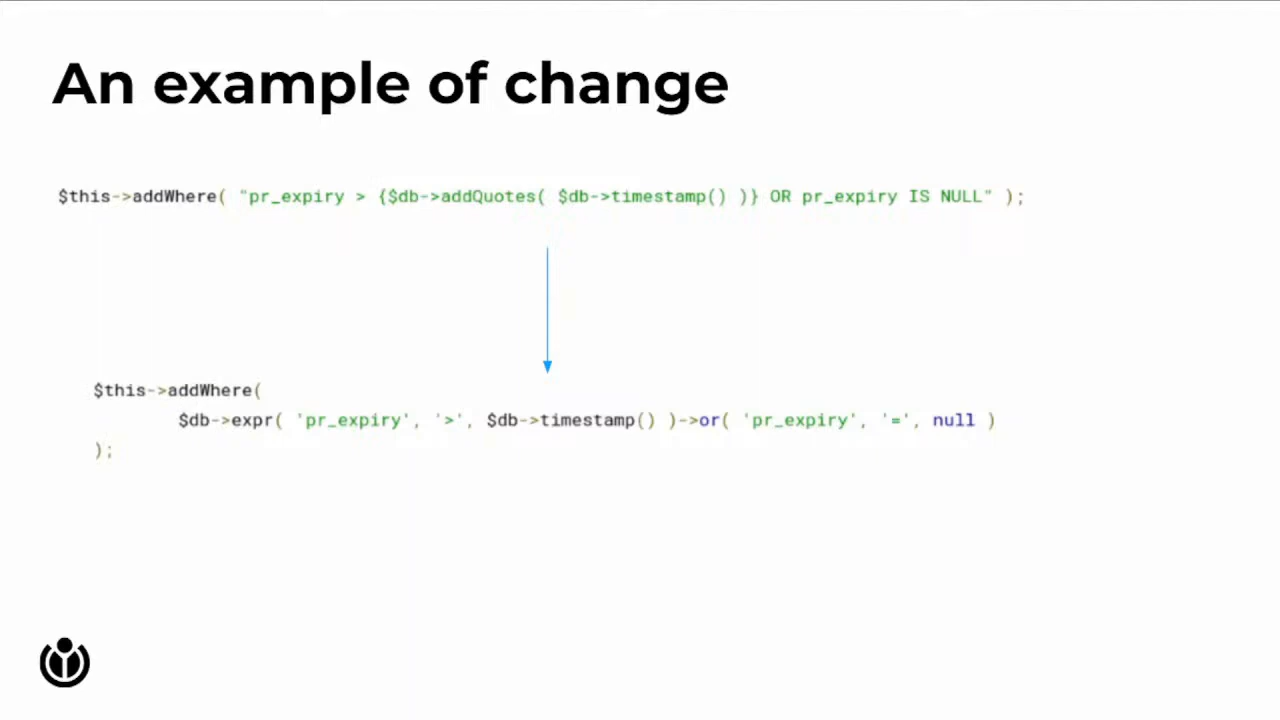 An example of change
$this->addWhere( "pr_expiry > {$db->addQuotes( $db->timestamp() )} OR pr_expiry IS NULL" );
$this->addWhere(
$db->expr( 'pr_expiry', '>', $db->timestamp() )->or( 'pr_expiry', '=', null )
);